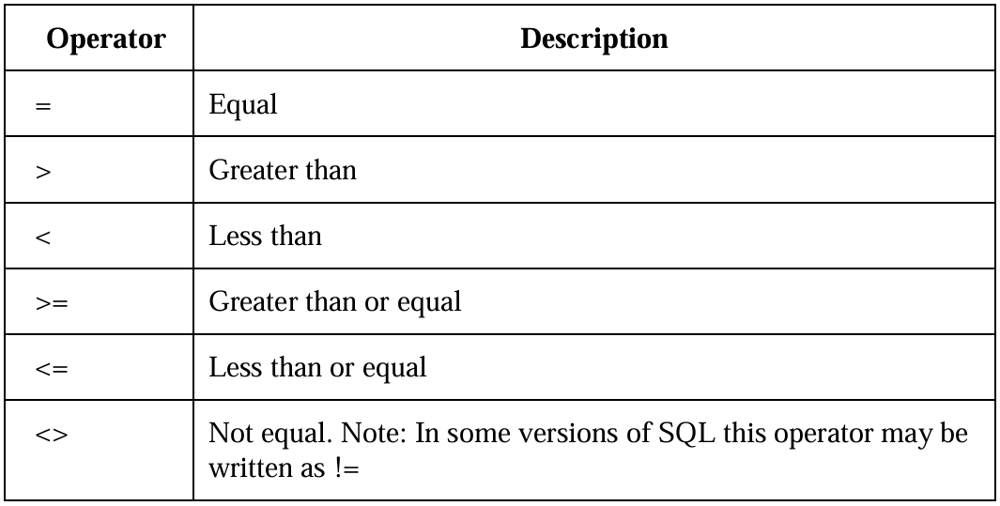 Operator Description
= Equal
> Greater than
< Less than
>= Greater than or equal
<= Less than or equal
<> Not equal. Note: In some versions of SQL this operator may be
written as !=